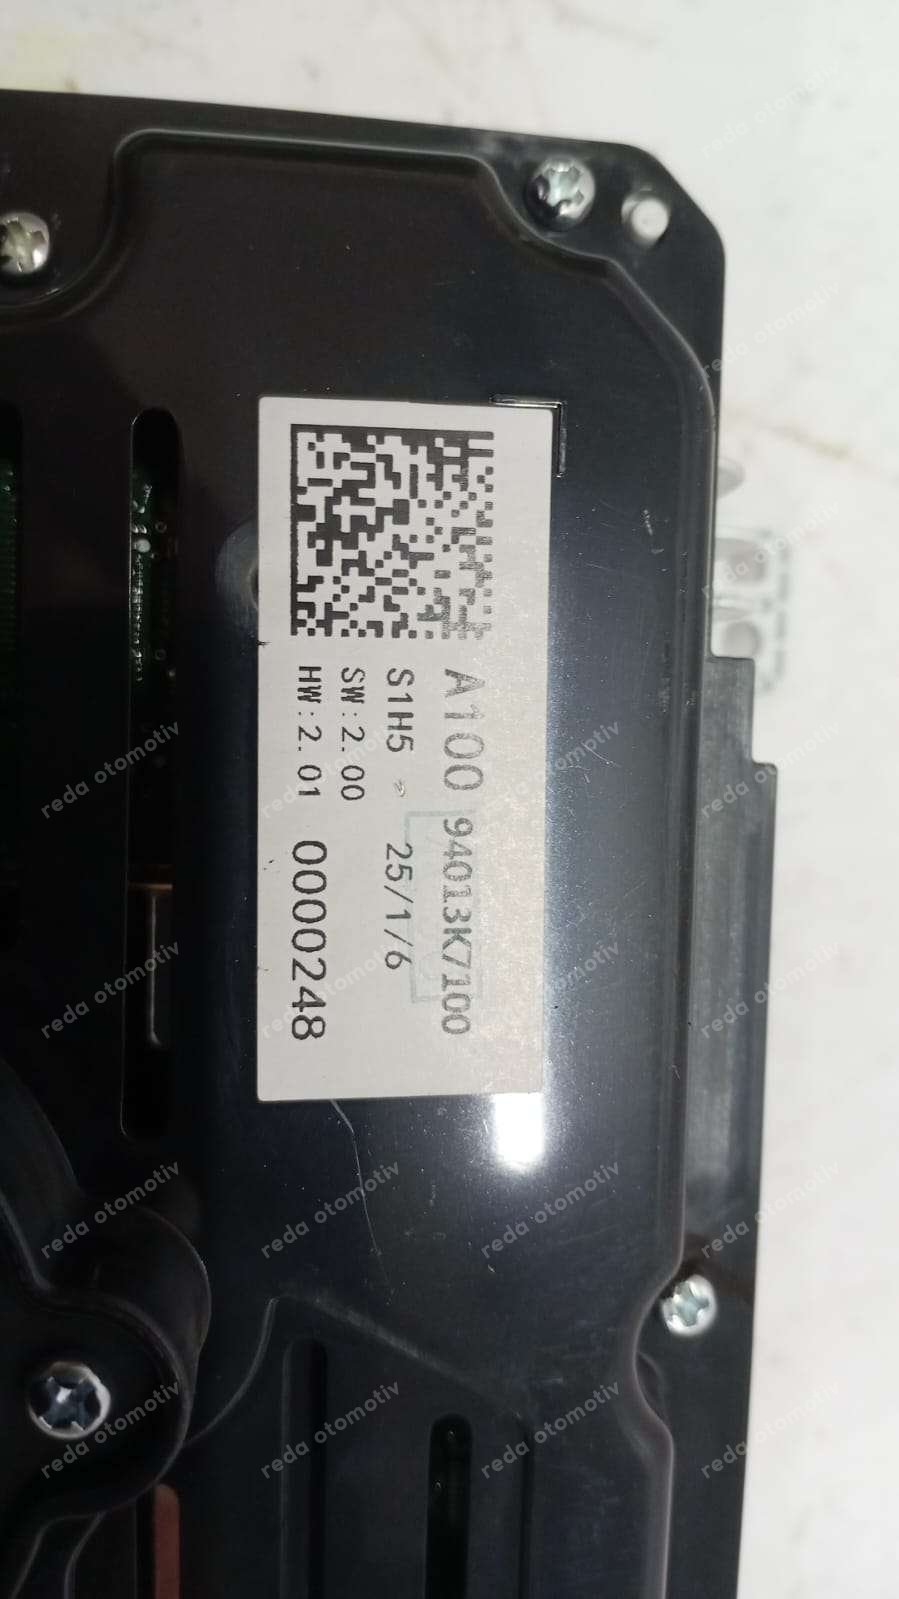 A100 94013K7100
S1H5 - 25/1/6
SW:2.00
HW:2.01 0000248
reda otomotiv